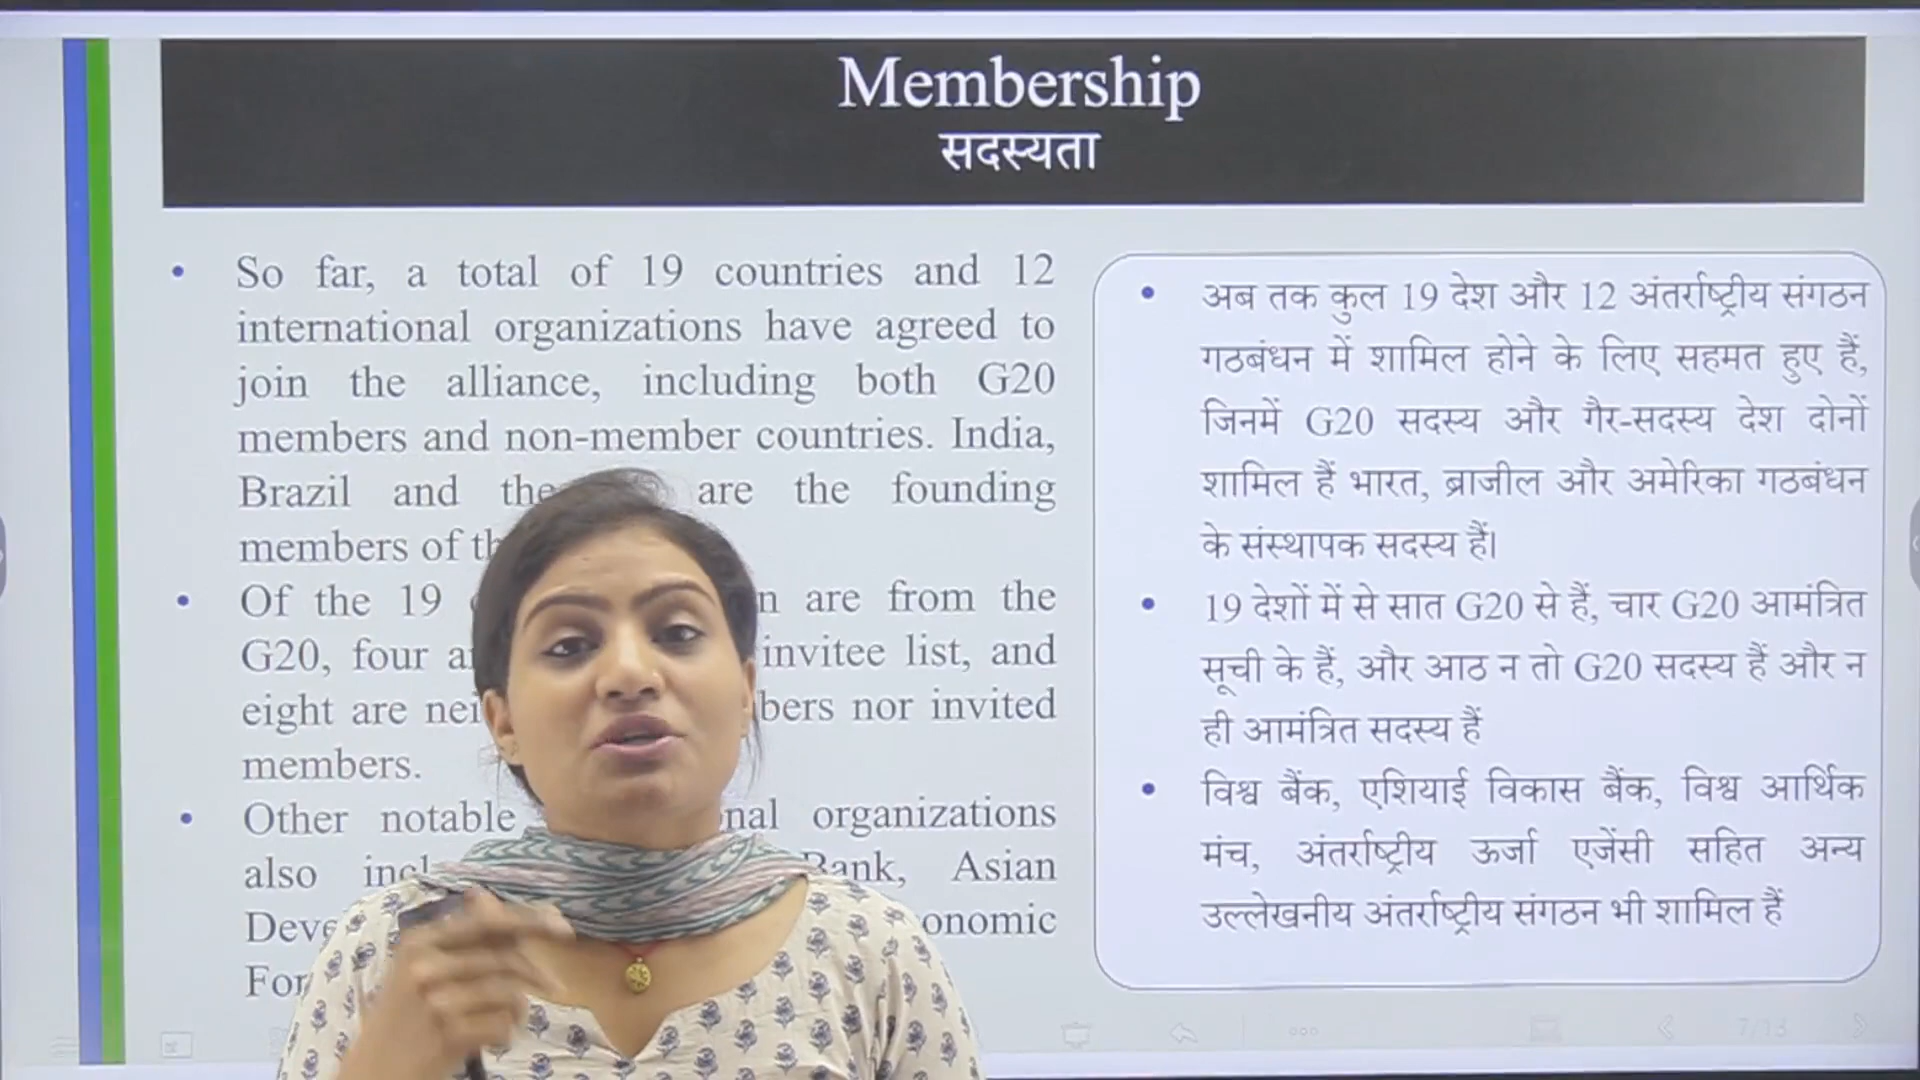 Membership
सदस्यता
• So far, a total of 19 countries and 12
international organizations have agreed to
join the alliance, including both G20
members and non-member countries. India,
Brazil and are the founding
members of
• Of the 19 are from the
G20, four invitee list, and
eight are nor invited
members.
• Other notable organizations
also Bank, Asian
• अब तक कुल 19 देश और 12 अंतर्राष्ट्रीय संगठन
गठबंधन में शामिल होने के लिए सहमत हुए हैं,
जिनमें G20 सदस्य और गैर-सदस्य देश दोनों
शामिल हैं भारत, ब्राजील और अमेरिका गठबंधन
के संस्थापक सदस्य हैं।
• 19 देशों में से सात G20 से हैं, चार G20 आमंत्रित
सूची के हैं, और आठ न तो G20 सदस्य हैं और न
ही आमंत्रित सदस्य हैं
• विश्व बैंक, एशियाई विकास बैंक, विश्व आर्थिक
मंच, अंतर्राष्ट्रीय ऊर्जा एजेंसी सहित अन्य
उल्लेखनीय अंतर्राष्ट्रीय संगठन भी शामिल हैं
7/13